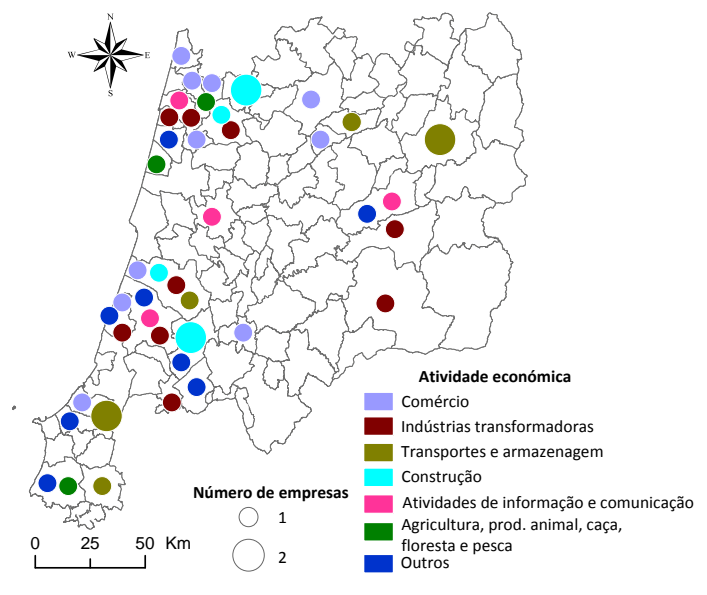 N
W E
S
Atividade económica
Comércio
Indústrias transformadoras
Transportes e armazenagem
Construção
Atividades de informação e comunicação
Agricultura, prod. animal, caça,
floresta e pesca
Outros
Número de empresas
1
2
0 25 50 Km